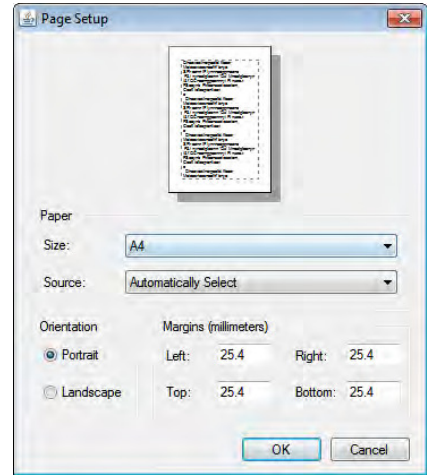 Page Setup
Paper
Size: A4
Source: Automatically Select
Orientation Margins (millimeters)
Portrait Left: 25.4 Right: 25.4
Landscape Top: 25.4 Bottom: 25.4
OK Cancel